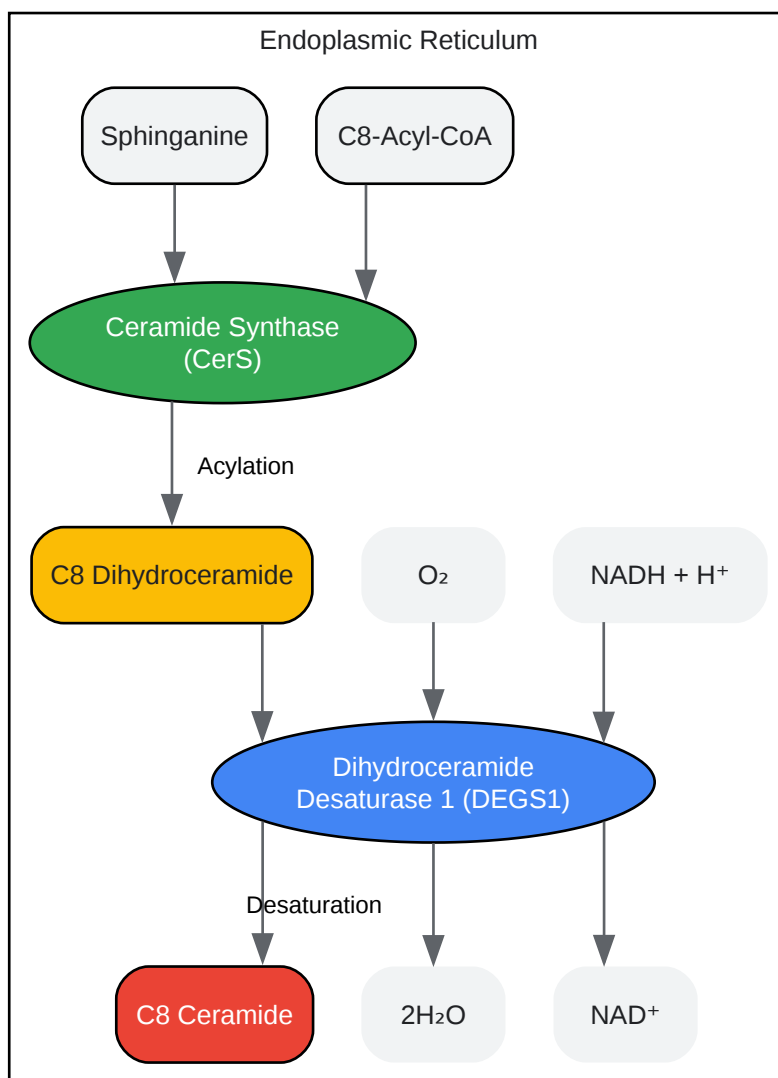 Endoplasmic Reticulum
Sphinganine
C8-Acyl-CoA
Ceramide Synthase
(CerS)
Acylation
C8 Dihydroceramide
O₂
NADH + H⁺
Dihydroceramide
Desaturase 1 (DEGS1)
Desaturation
C8 Ceramide
2H₂O
NAD⁺